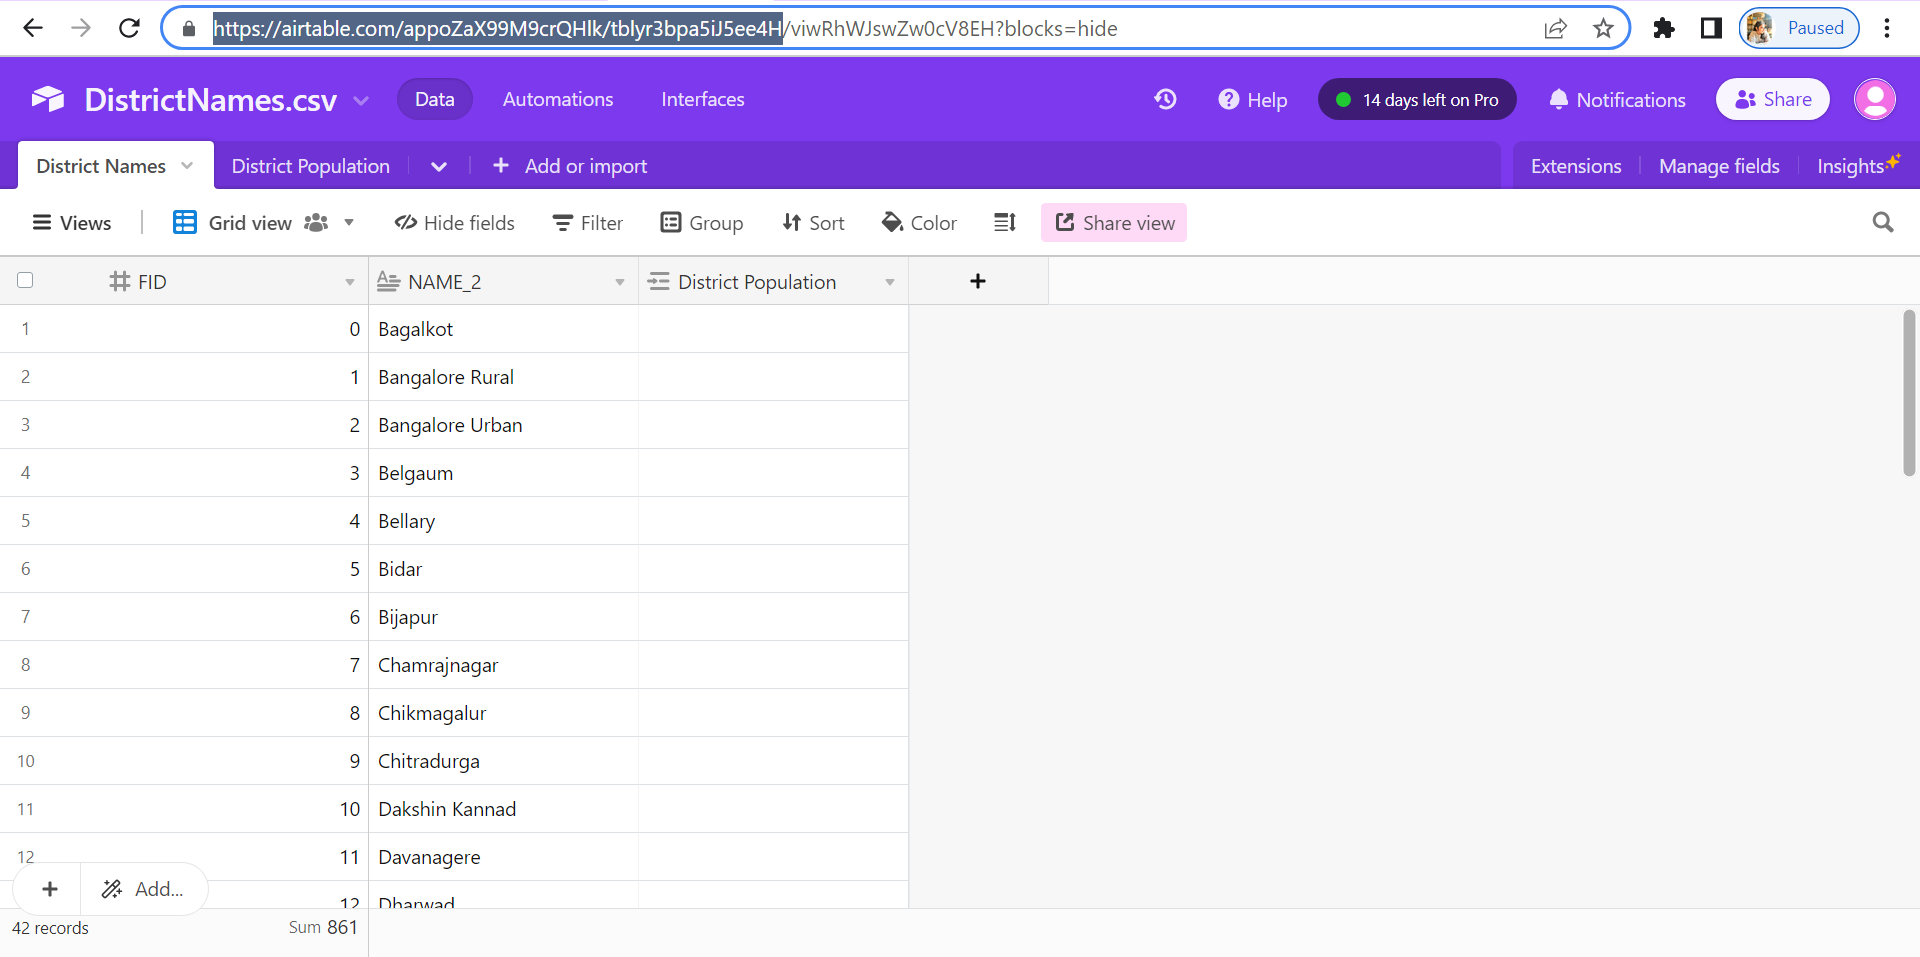 https://airtable.com/appoZaX99M9crQHlk/tblyr3bpa5iJ5ee4H/viwRhWJswZw0cV8EH?blocks=hide
Paused
DistrictNames.csv Data Automations Interfaces Help 14 days left on Pro Notifications Share
District Names District Population Add or import Extensions Manage fields Insights
Views Grid view Hide fields Filter Group Sort Color Share view
FID NAME_2 District Population
1 0 Bagalkot
2 1 Bangalore Rural
3 2 Bangalore Urban
4 3 Belgaum
5 4 Bellary
6 5 Bidar
7 6 Bijapur
8 7 Chamrajnagar
9 8 Chikmagalur
10 9 Chitradurga
11 10 Dakshin Kannad
12 11 Davanagere
12 Dharwad
Add...
42 records Sum 861